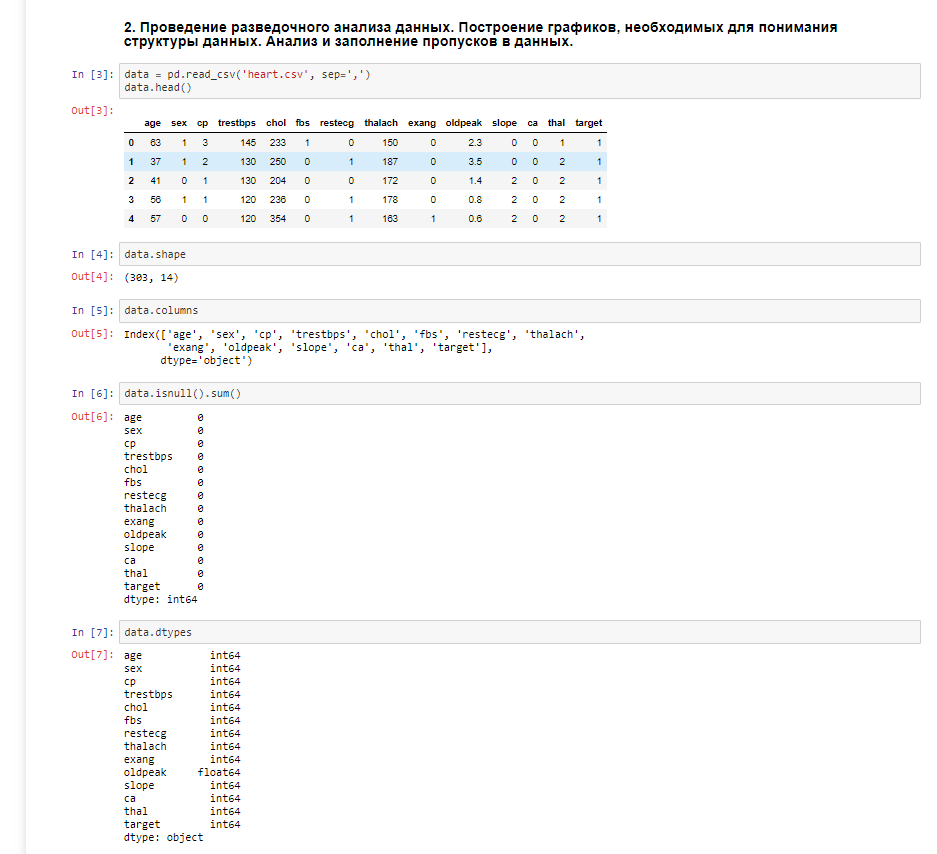 2. Проведение разведочного анализа данных. Построение графиков, необходимых для понимания
структуры данных. Анализ и заполнение пропусков в данных.
In [3]: data = pd.read_csv('heart.csv', sep=',')
data.head()
Out[3]:
age sex cp trestbps chol fbs restecg thalach exang oldpeak slope ca thal target
0 63 1 3 145 233 1 0 150 0 2.3 0 0 1 1
1 37 1 2 130 250 0 1 187 0 3.5 0 0 2 1
2 41 0 1 130 204 0 0 172 0 1.4 2 0 2 1
3 56 1 1 120 236 0 1 178 0 0.8 2 0 2 1
4 57 0 0 120 354 0 1 163 1 0.6 2 0 2 1
In [4]: data.shape
Out[4]: (303, 14)
In [5]: data.columns
Out[5]: Index(['age', 'sex', 'cp', 'trestbps', 'chol', 'fbs', 'restecg', 'thalach',
'exang', 'oldpeak', 'slope', 'ca', 'thal', 'target'],
dtype='object')
In [6]: data.isnull().sum()
Out[6]: age 0
sex 0
cp 0
trestbps 0
chol 0
fbs 0
restecg 0
thalach 0
exang 0
oldpeak 0
slope 0
ca 0
thal 0
target 0
dtype: int64
In [7]: data.dtypes
Out[7]: age int64
sex int64
cp int64
trestbps int64
chol int64
fbs int64
restecg int64
thalach int64
exang int64
oldpeak float64
slope int64
ca int64
thal int64
target int64
dtype: object